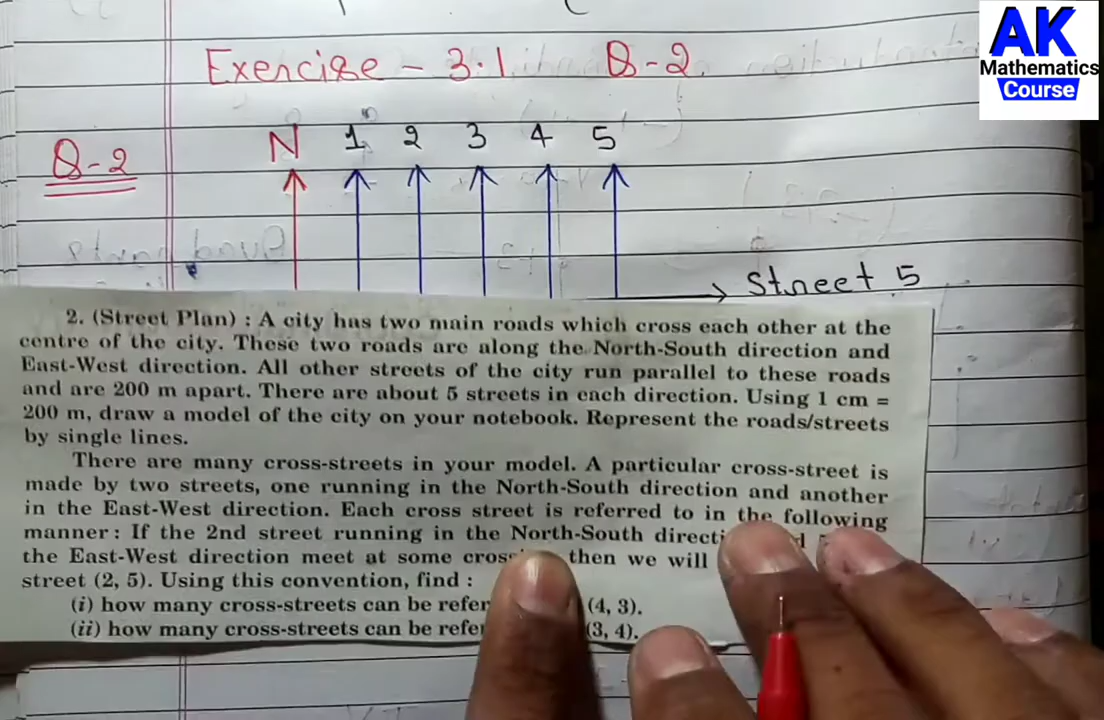 AK
Mathematics
Course
Exercise - 3.1 Q-2.
Q-2
N 1 2 3 4 5
Street 5
2. (Street Plan) : A city has two main roads which cross each other at the
centre of the city. These two roads are along the North-South direction and
East-West direction. All other streets of the city run parallel to these roads
and are 200 m apart. There are about 5 streets in each direction. Using 1 cm =
200 m, draw a model of the city on your notebook. Represent the roads/streets
by single lines.
There are many cross-streets in your model. A particular cross-street is
made by two streets, one running in the North-South direction and another
in the East-West direction. Each cross street is referred to in the following
manner : If the 2nd street running in the North-South
the East-West direction meet at some then we will
street (2, 5). Using this convention, find :
(i) how many cross-streets can be (4, 3).
(ii) how many cross-streets can be (3, 4).